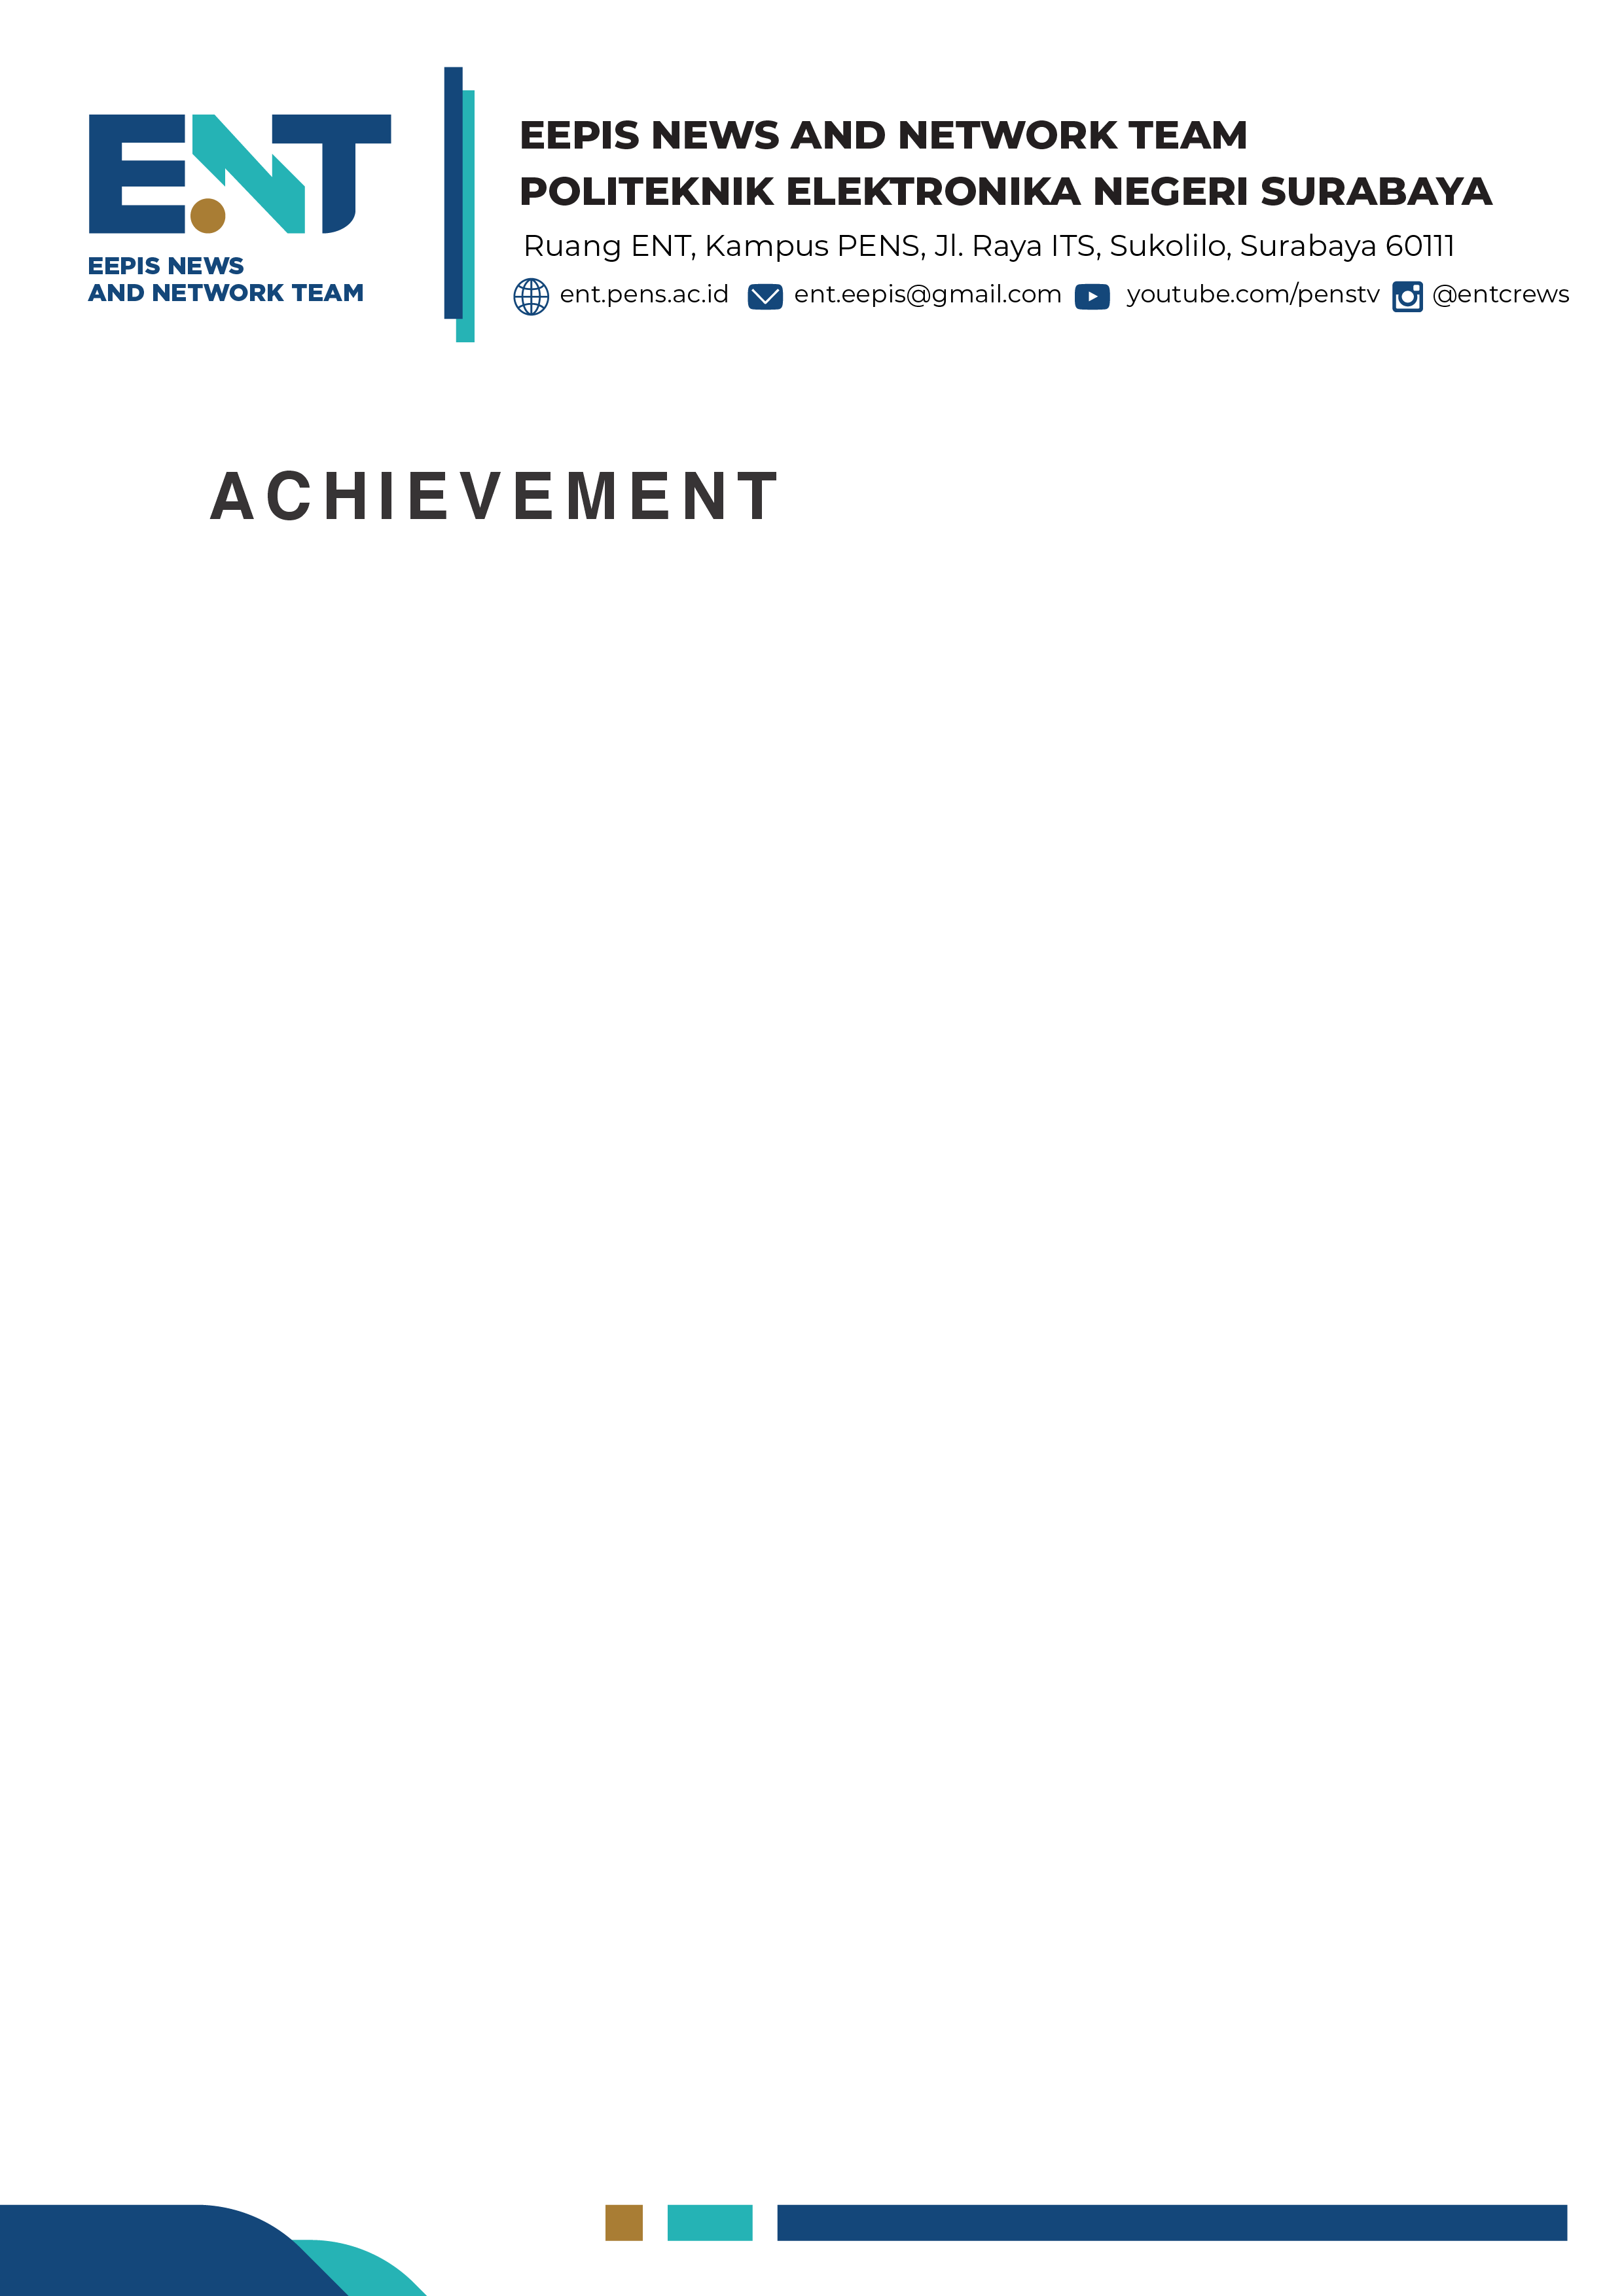 ENT
EEPIS NEWS
AND NETWORK TEAM
EEPIS NEWS AND NETWORK TEAM
POLITEKNIK ELEKTRONIKA NEGERI SURABAYA
Ruang ENT, Kampus PENS, Jl. Raya ITS, Sukolilo, Surabaya 60111
ent.pens.ac.id ent.eepis@gmail.com youtube.com/penstv @entcrews
ACHIEVEMENT